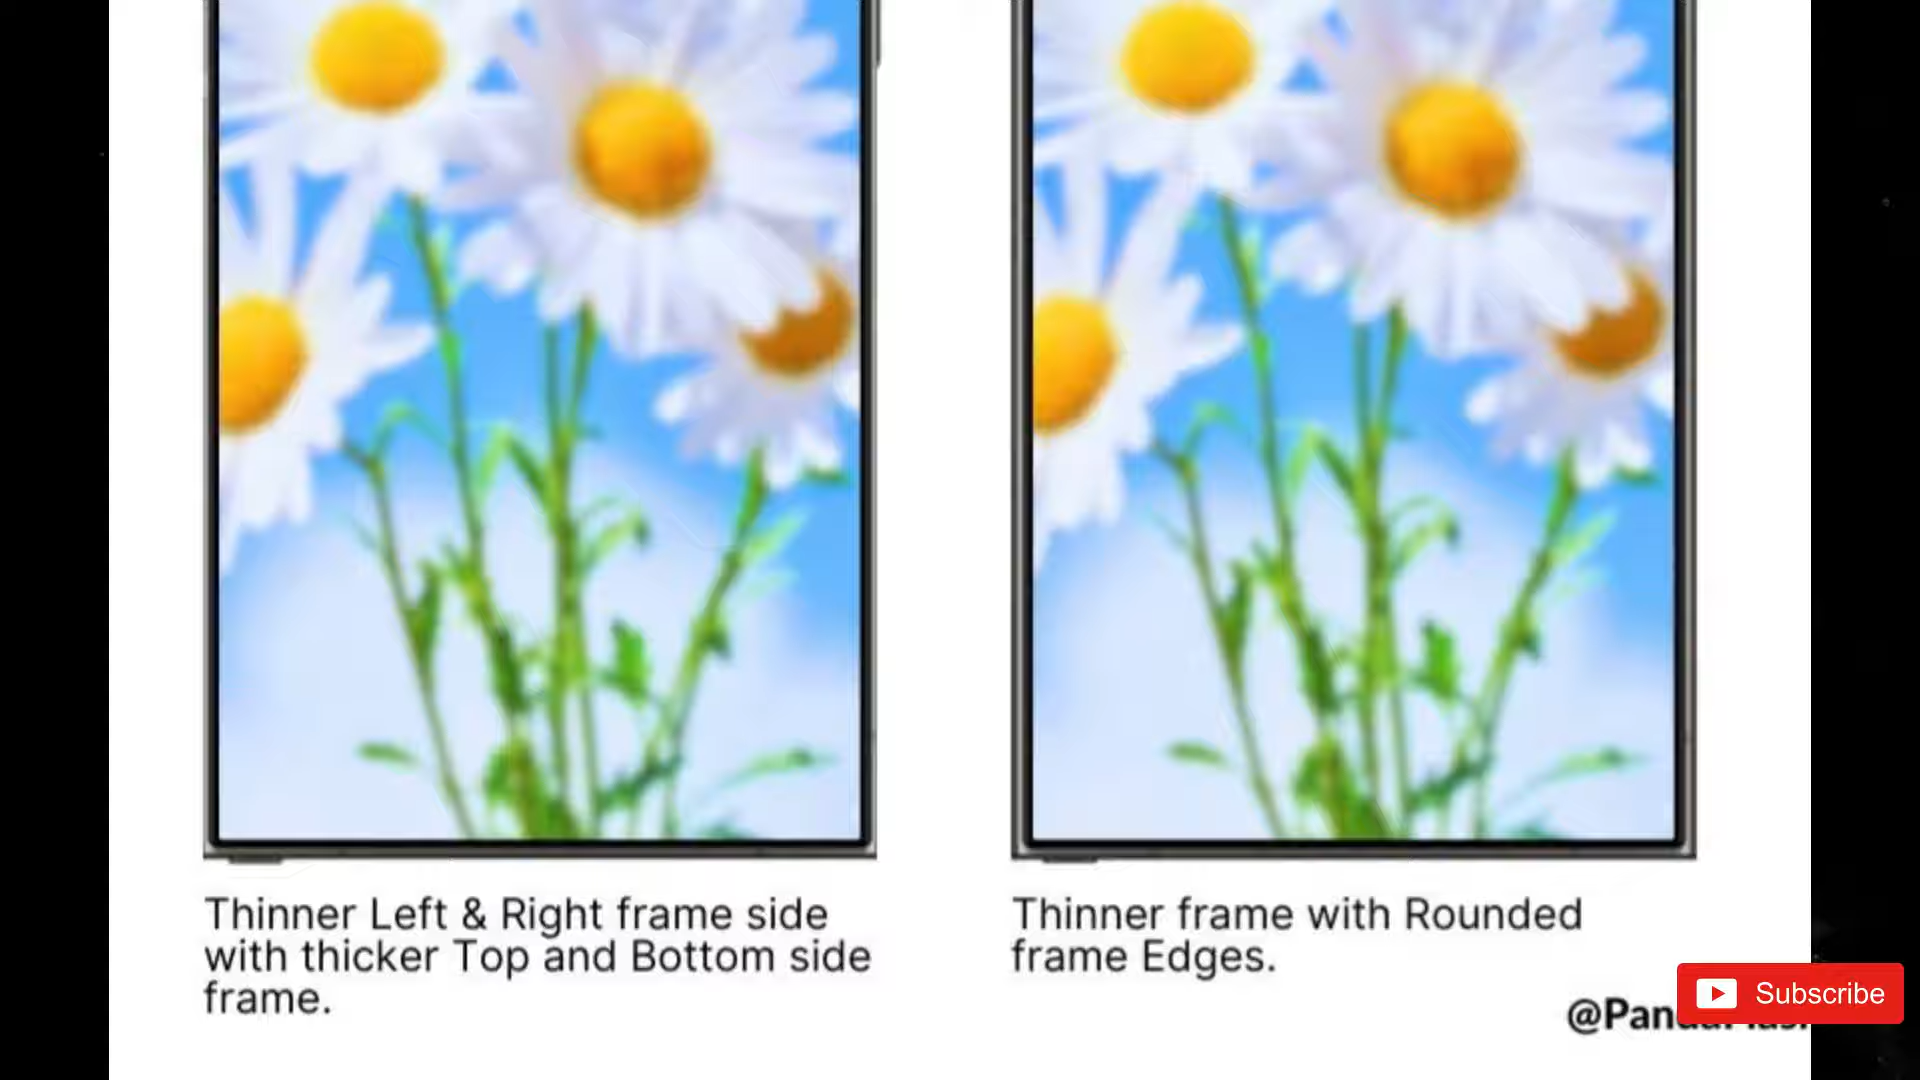 Thinner Left & Right frame side
with thicker Top and Bottom side
frame.
Thinner frame with Rounded
frame Edges.
Subscribe